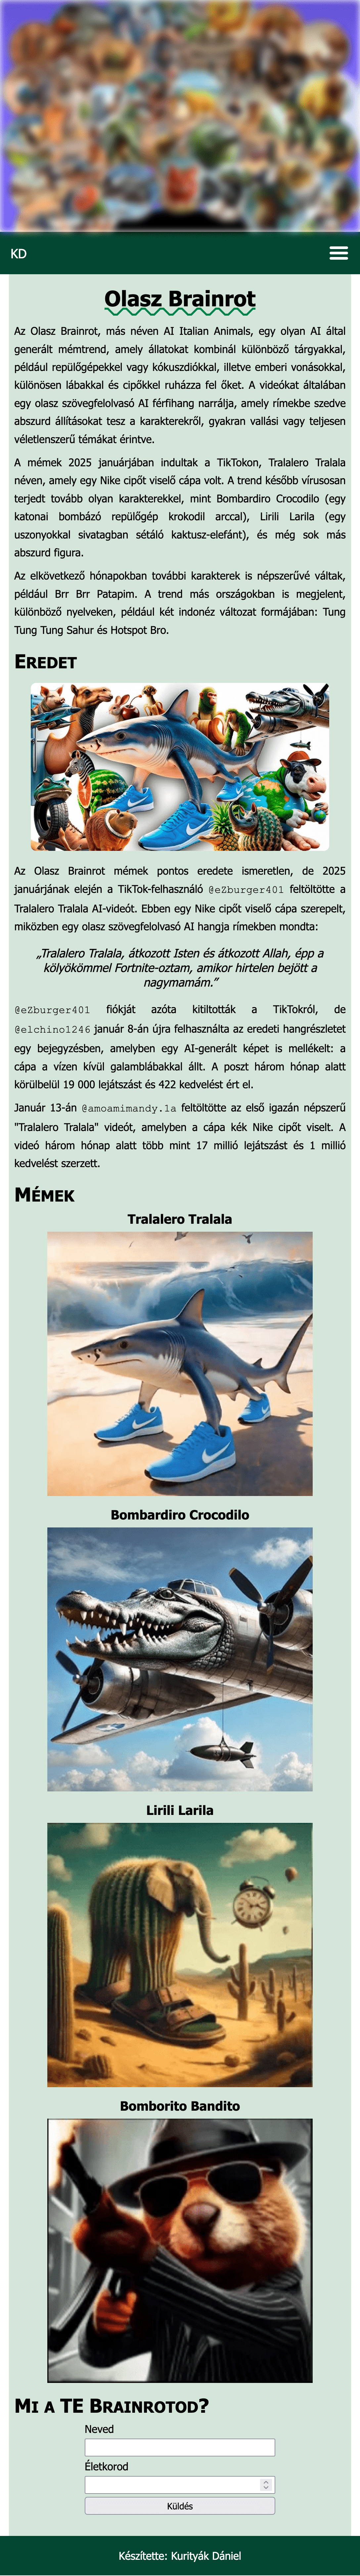 KD
Olasz Brainrot
Az Olasz Brainrot, más néven AI Italian Animals, egy olyan AI által
generált mémtrend, amely állatokat kombinál különböző tárgyakkal,
például repülőgépekkel vagy kókuszdiókkal, illetve emberi vonásokkal,
különösen lábakkal és cipőkkel ruházza fel őket. A videókat általában
egy olasz szövegfelolvasó AI férfihang narrálja, amely rímekbe szedve
abszurd állításokat tesz a karakterekről, gyakran vallási vagy teljesen
véletlenszerű témákat érintve.
A mémek 2025 januárjában indultak a TikTokon, Tralalero Tralala
néven, amely egy Nike cipőt viselő cápa volt. A trend később vírusosan
terjedt tovább olyan karakterekkel, mint Bombardiro Crocodilo (egy
katonai bombázó repülőgép krokodil arccal), Lirili Larila (egy
uszonyokkal sivatagban sétáló kaktusz-elefánt), és még sok más
abszurd figura.
Az elkövetkező hónapokban további karakterek is népszerűvé váltak,
például Brr Brr Patapim. A trend más országokban is megjelent,
különböző nyelveken, például két indonéz változat formájában: Tung
Tung Tung Sahur és Hotspot Bro.
EREDET
Az Olasz Brainrot mémek pontos eredete ismeretlen, de 2025
januárjának elején a TikTok-felhasználó @eZburger401 feltöltötte a
Tralalero Tralala AI-videót. Ebben egy Nike cipőt viselő cápa szerepelt,
miközben egy olasz szövegfelolvasó AI hangja rímekben mondta:
„Tralalero Tralala, átkozott Isten és átkozott Allah, épp a
kölyökömmel Fortnite-oztam, amikor hirtelen bejött a
nagymamám.”
@eZburger401 fiókját azóta kitiltották a TikTokról, de
@elchino1246 január 8-án újra felhasználta az eredeti hangrészletet
egy bejegyzésben, amelyben egy AI-generált képet is mellékelt: a
cápa a vízen kívül galamblábakkal állt. A poszt három hónap alatt
körülbelül 19 000 lejátszást és 422 kedvelést ért el.
Január 13-án @amoamimandy.1a feltöltötte az első igazán népszerű
"Tralalero Tralala" videót, amelyben a cápa kék Nike cipőt viselt. A
videó három hónap alatt több mint 17 millió lejátszást és 1 millió
kedvelést szerzett.
MÉMEK
Tralalero Tralala
Bombardiro Crocodilo
Lirili Larila
Bomborito Bandito
MI A TE BRAINROTOD?
Neved
Életkorod
Küldés
Készítette: Kurityák Dániel